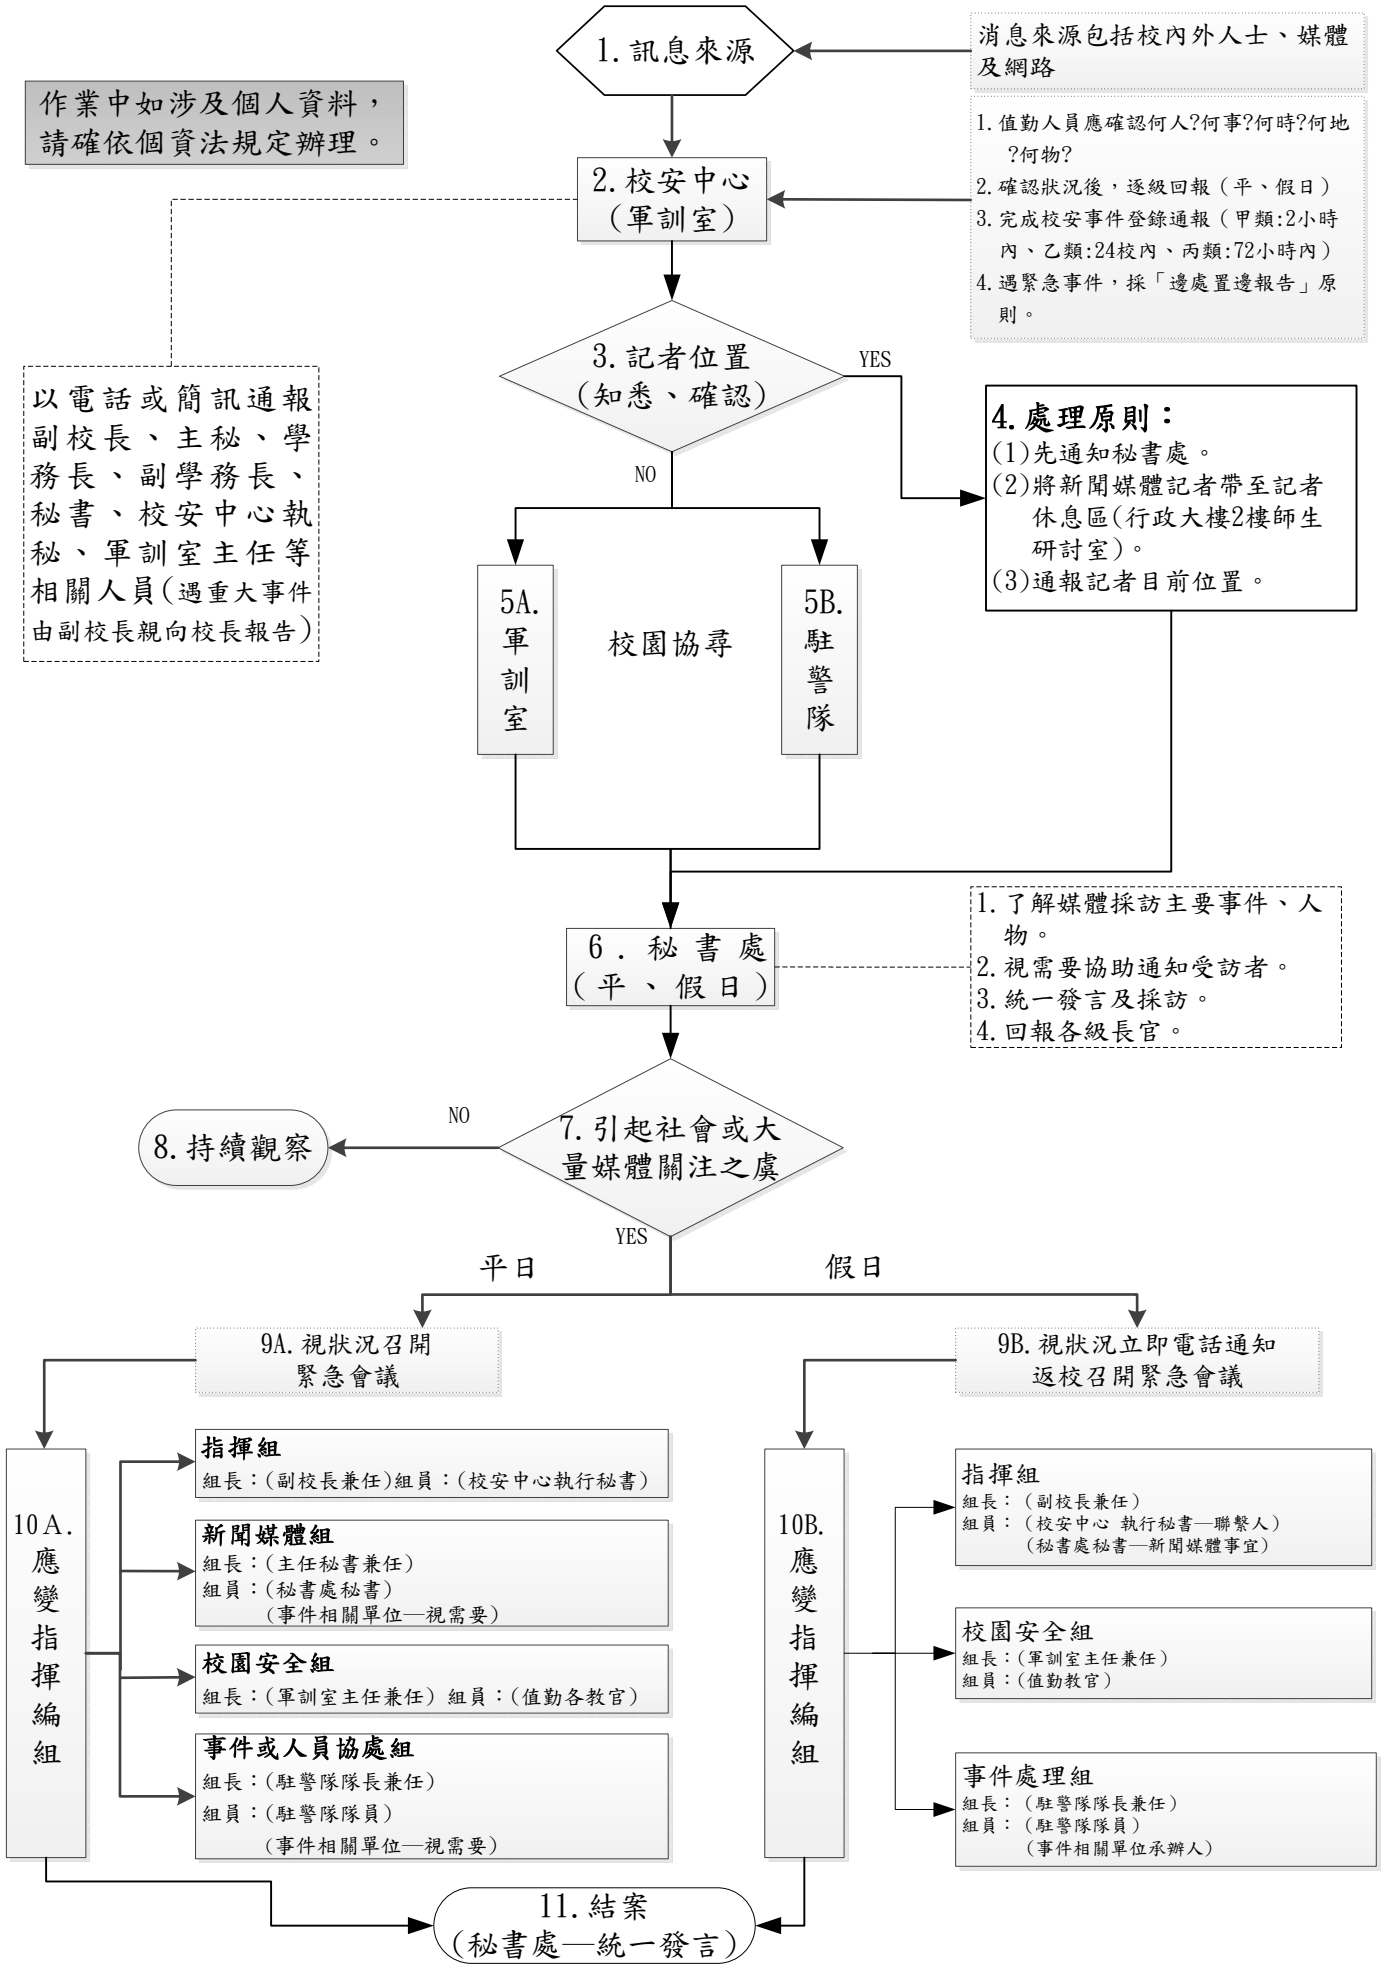 1.訊息來源
消息來源包括校內外人士、媒體
及網路
作業中如涉及個人資料，
請確依個資法規定辦理。
1.值勤人員應確認何人?何事?何時?何地
?何物?
2.確認狀況後，逐級回報（平、假日）
3.完成校安事件登錄通報（甲類:2小時
內、乙類:24校內、丙類:72小時內）
4.遇緊急事件，採「邊處置邊報告」原
則。
2.校安中心
（軍訓室）
3.記者位置
(知悉、確認)
YES
NO
以電話或簡訊通報
副校長、主秘、學
務長、副學務長、
秘書、校安中心執
秘、軍訓室主任等
相關人員(遇重大事件
由副校長親向校長報告)
4.處理原則：
(1)先通知秘書處。
(2)將新聞媒體記者帶至記者
休息區(行政大樓2樓師生
研討室)。
(3)通報記者目前位置。
5A.
軍
訓
室
校園協尋
5B.
駐
警
隊
6.秘書處
(平、假日)
1.了解媒體採訪主要事件、人
物。
2.視需要協助通知受訪者。
3.統一發言及採訪。
4.回報各級長官。
7.引起社會或大
量媒體關注之虞
NO
8.持續觀察
YES
平日
假日
9A.視狀況召開
緊急會議
9B.視狀況立即電話通知
返校召開緊急會議
10A.
應
變
指
揮
編
組
指揮組
組長：(副校長兼任)組員：(校安中心執行秘書)
新聞媒體組
組長：(主任秘書兼任)
組員：(秘書處秘書)
(事件相關單位—視需要)
校園安全組
組長：(軍訓室主任兼任) 組員：(值勤各教官)
事件或人員協處組
組長：(駐警隊隊長兼任)
組員：(駐警隊隊員)
(事件相關單位—視需要)
10B.
應
變
指
揮
編
組
指揮組
組長：（副校長兼任）
組員：（校安中心 執行秘書—聯繫人）
（秘書處秘書—新聞媒體事宜）
校園安全組
組長：(軍訓室主任兼任)
組員：(值勤教官)
事件處理組
組長：（駐警隊隊長兼任）
組員：（駐警隊隊員）
（事件相關單位承辦人）
11.結案
(秘書處—統一發言)